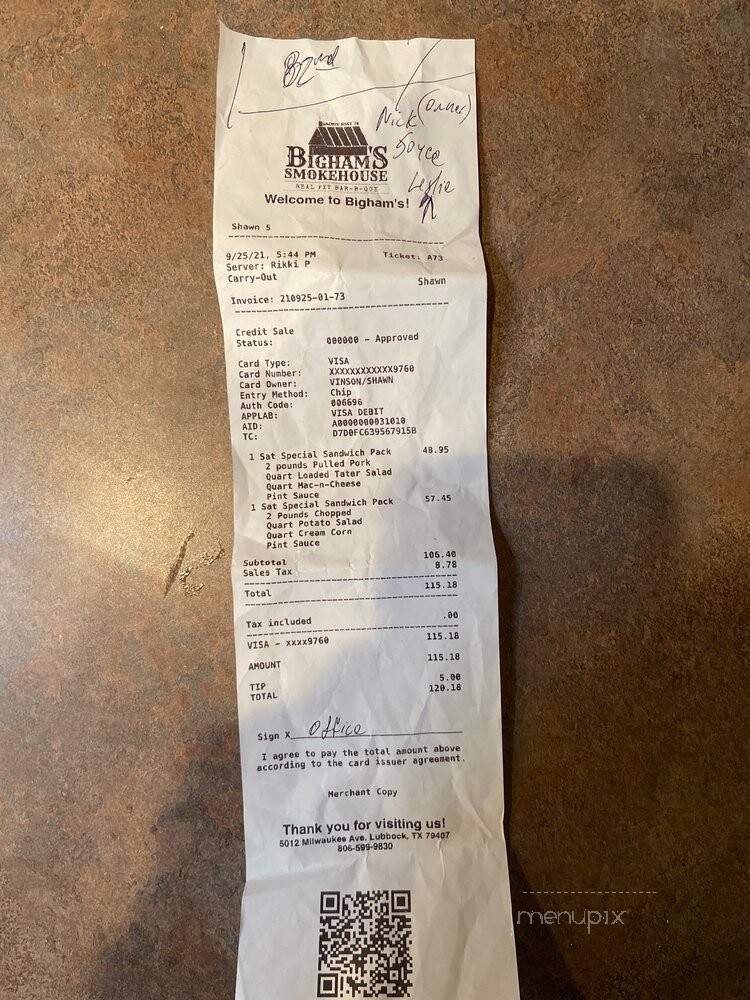 82nd
Nick (Owner)
Joyce
Leslie
BIGHAM'S
SMOKEHOUSE
REAL PIT BAR-B-QUE
Welcome to Bigham's!
Shawn S
9/25/21, 5:44 PM Ticket: A73
Server: Rikki P
Carry-Out Shawn
Invoice: 210925-01-73
Credit Sale
Status: 000000 - Approved
Card Type: VISA
Card Number: XXXXXXXXXXXX9760
Card Owner: VINSON/SHAWN
Entry Method: Chip
Auth Code: 006696
APPLAB: VISA DEBIT
AID: A0000000031010
TC: D7D0FC639567915B
1 Sat Special Sandwich Pack 48.95
2 pounds Pulled Pork
Quart Loaded Tater Salad
Quart Mac-n-Cheese
Pint Sauce
1 Sat Special Sandwich Pack 57.45
2 Pounds Chopped
Quart Potato Salad
Quart Cream Corn
Pint Sauce
Subtotal 106.40
Sales Tax 8.78
Total 115.18
Tax included .00
VISA - xxxx9760 115.18
AMOUNT 115.18
TIP 5.00
TOTAL 120.18
Sign X Office
I agree to pay the total amount above
according to the card issuer agreement.
Merchant Copy
Thank you for visiting us!
5012 Milwaukee Ave. Lubbock, TX 79407
806-599-9830
menupix